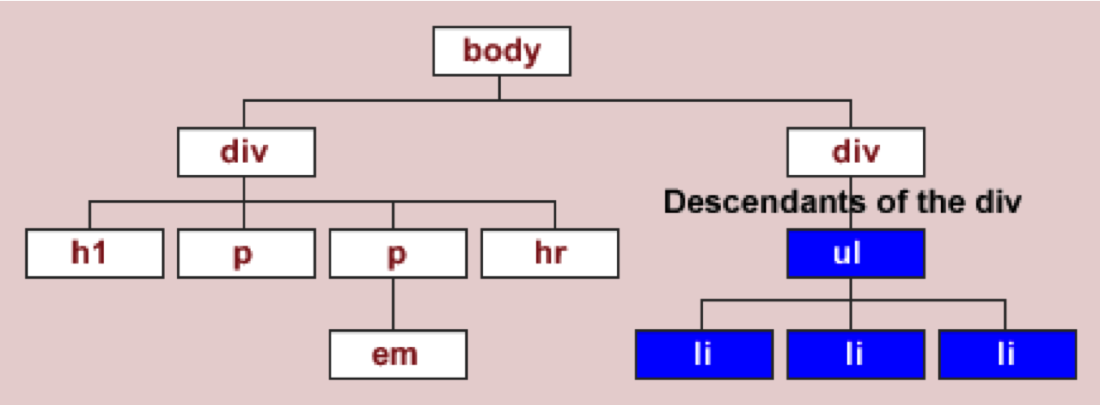 body
div div
Descendants of the div
h1 p p hr ul
em li li li